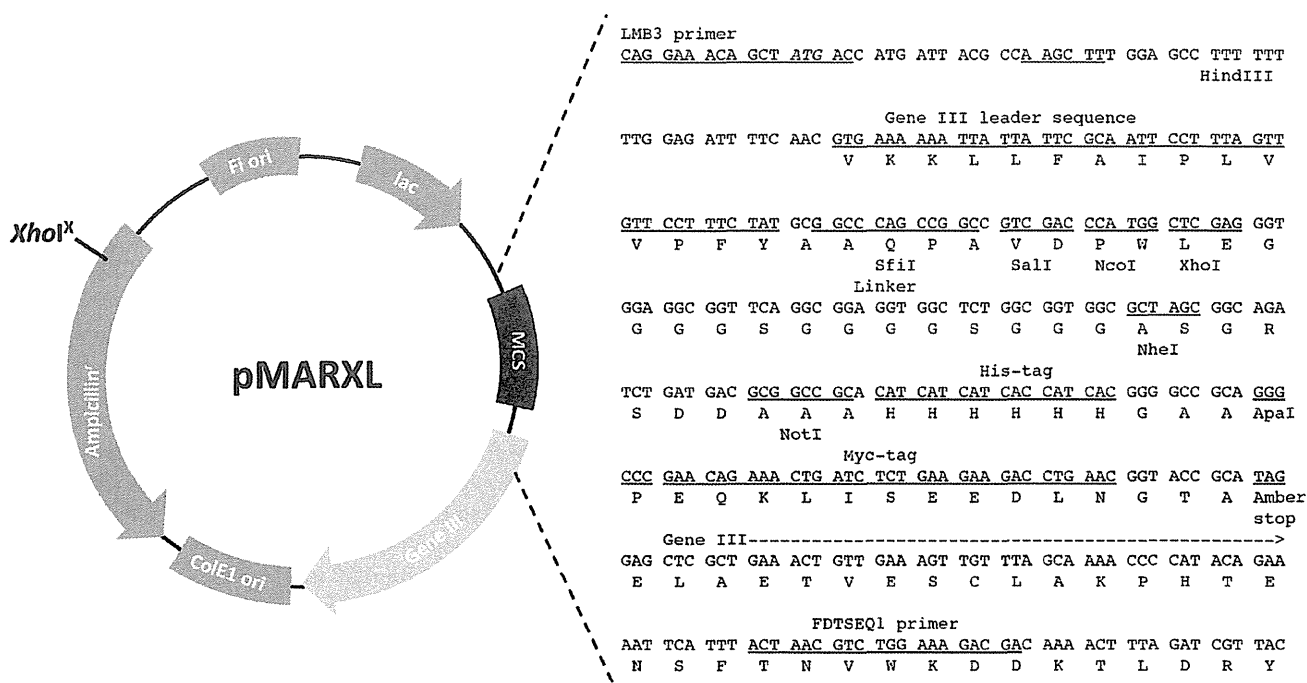 Fl ori
lac
XhoIX
MCS
pMARXL
Ampicillinr
ColE1 ori
Gene III
LMB3 primer
CAG GAA ACA GCT ATG ACC ATG ATT ACG CCA AGC TTT GGA GCC TTT TTT
HindIII
Gene III leader sequence
TTG GAG ATT TTC AAC GTG AAA AAA TTA TTA TTC GCA ATT CCT TTA GTT
V K K L L F A I P L V
GTT CCT TTC TAT GCG GCC CAG CCG GCC GTC GAC CCA TGG CTC GAG GGT
V P F Y A A Q P A V D P W L E G
SfiI SalI NcoI XhoI
Linker
GGA GGC GGT TCA GGC GGA GGT GGC TCT GGC GGT GGC GCT AGC GGC AGA
G G G S G G G G S G G G A S G R
NheI
His-tag
TCT GAT GAC GCG GCC GCA CAT CAT CAT CAC CAT CAC GGG GCC GCA GGG
S D D A A A H H H H H H G A A ApaI
NotI
Myc-tag
CCC GAA CAG AAA CTG ATC TCT GAA GAA GAC CTG AAC GGT ACC GCA TAG
P E Q K L I S E E D L N G T A Amber
stop
Gene III------------------------------------------------>
GAG CTC GCT GAA ACT GTT GAA AGT TGT TTA GCA AAA CCC CAT ACA GAA
E L A E T V E S C L A K P H T E
FDTSEQ1 primer
AAT TCA TTT ACT AAC GTC TGG AAA GAC GAC AAA ACT TTA GAT CGT TAC
N S F T N V W K D D K T L D R Y